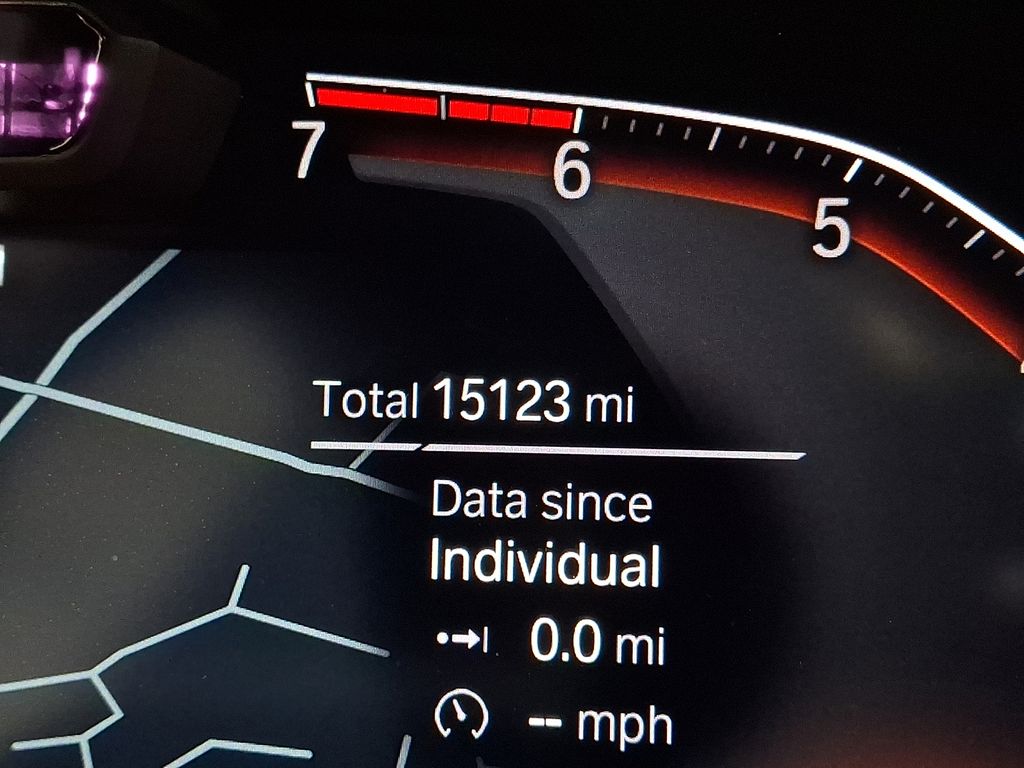 7
6
5
Total 15123 mi
Data since
Individual
0.0 mi
-- mph